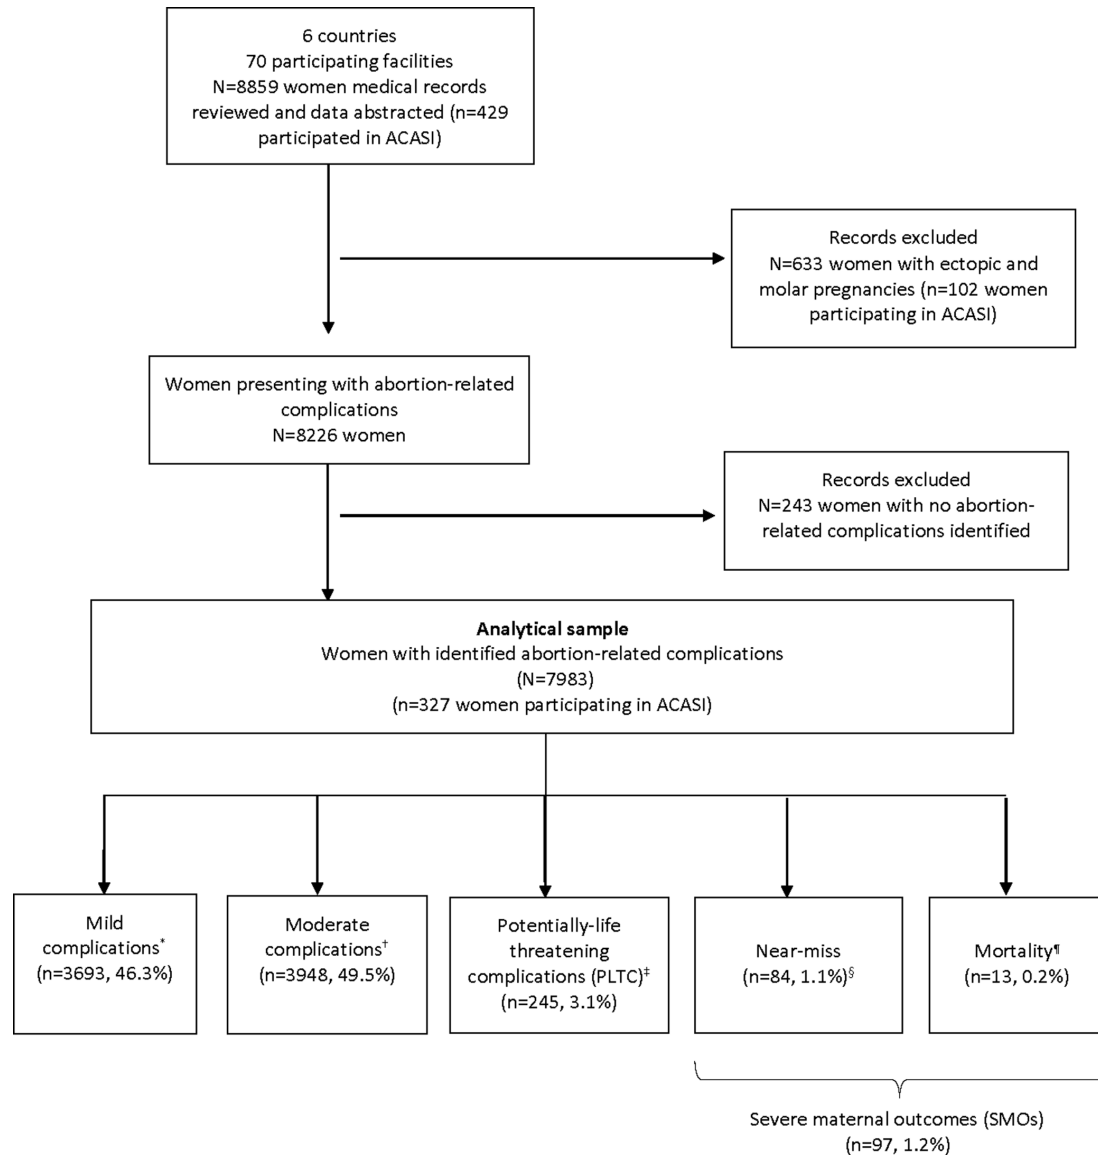 6 countries
70 participating facilities
N=8859 women medical records
reviewed and data abstracted (n=429
participated in ACASI)
Records excluded
N=633 women with ectopic and
molar pregnancies (n=102 women
participating in ACASI)
Women presenting with abortion-related
complications
N=8226 women
Records excluded
N=243 women with no abortion-
related complications identified
Analytical sample
Women with identified abortion-related complications
(N=7983)
(n=327 women participating in ACASI)
Mild
complications*
(n=3693, 46.3%)
Moderate
complications†
(n=3948, 49.5%)
Potentially-life
threatening
complications (PLTC)‡
(n=245, 3.1%)
Near-miss
(n=84, 1.1%)§
Mortality¶
(n=13, 0.2%)
Severe maternal outcomes (SMOs)
(n=97, 1.2%)